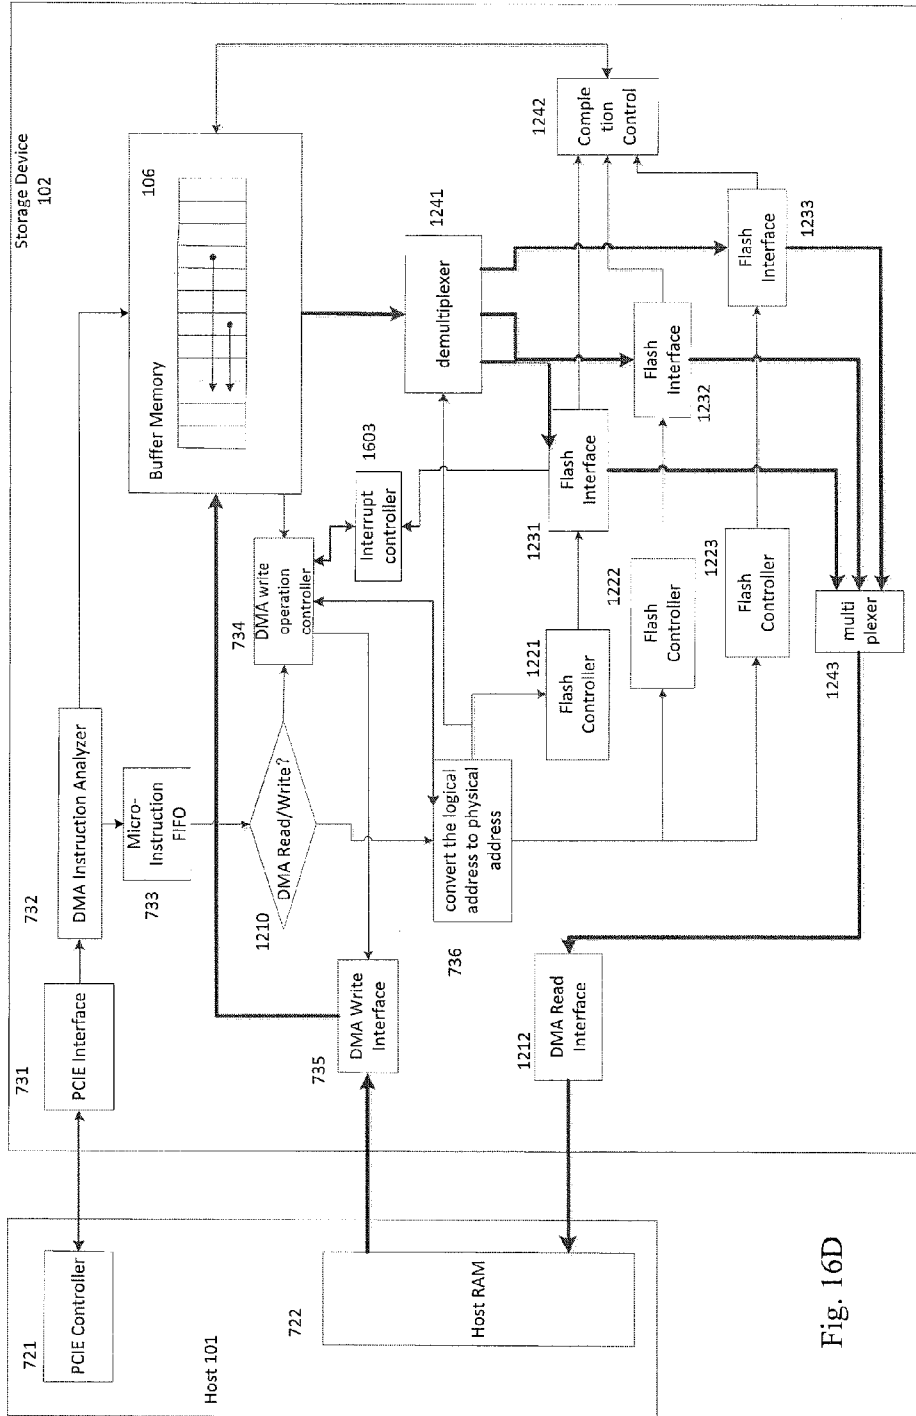 Storage Device
102
721
PCIE Controller
731
PCIE Interface
732
DMA Instruction Analyzer
Buffer Memory
106
Host 101
733
Micro-
Instruction
FIFO
1210
DMA Read/Write?
734
DMA write
operation
controller
Interrupt
controller
1603
722
Host RAM
735
DMA Write
Interface
736
convert the logical
address to physical
address
demultiplexer
1241
1221
Flash
Controller
1231
Flash
Interface
1242
Comple
tion
Control
1212
DMA Read
Interface
1222
Flash
Controller
Flash
Interface
1232
1223
Flash
Controller
Flash
Interface
1233
multi
plexer
1243
Fig. 16D